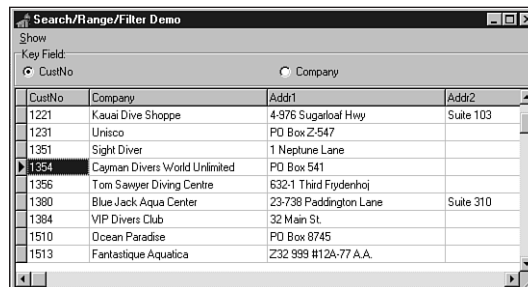 Search/Range/Filter Demo
Show
Key Field:
CustNo Company
CustNo Company Addr1 Addr2
1221 Kauai Dive Shoppe 4-976 Sugarloaf Hwy Suite 103
1231 Unisco PO Box Z-547
1351 Sight Diver 1 Neptune Lane
1354 Cayman Divers World Unlimited PO Box 541
1356 Tom Sawyer Diving Centre 632-1 Third Frydenhoj
1380 Blue Jack Aqua Center 23-738 Paddington Lane Suite 310
1384 VIP Divers Club 32 Main St.
1510 Ocean Paradise PO Box 8745
1513 Fantastique Aquatica Z32 999 #12A-77 A.A.